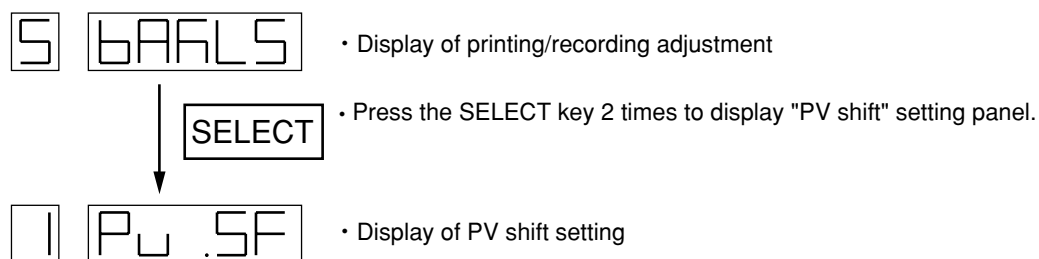 5 bAKLS
・Display of printing/recording adjustment
SELECT
・Press the SELECT key 2 times to display "PV shift" setting panel.
1 Pu .SF
・Display of PV shift setting